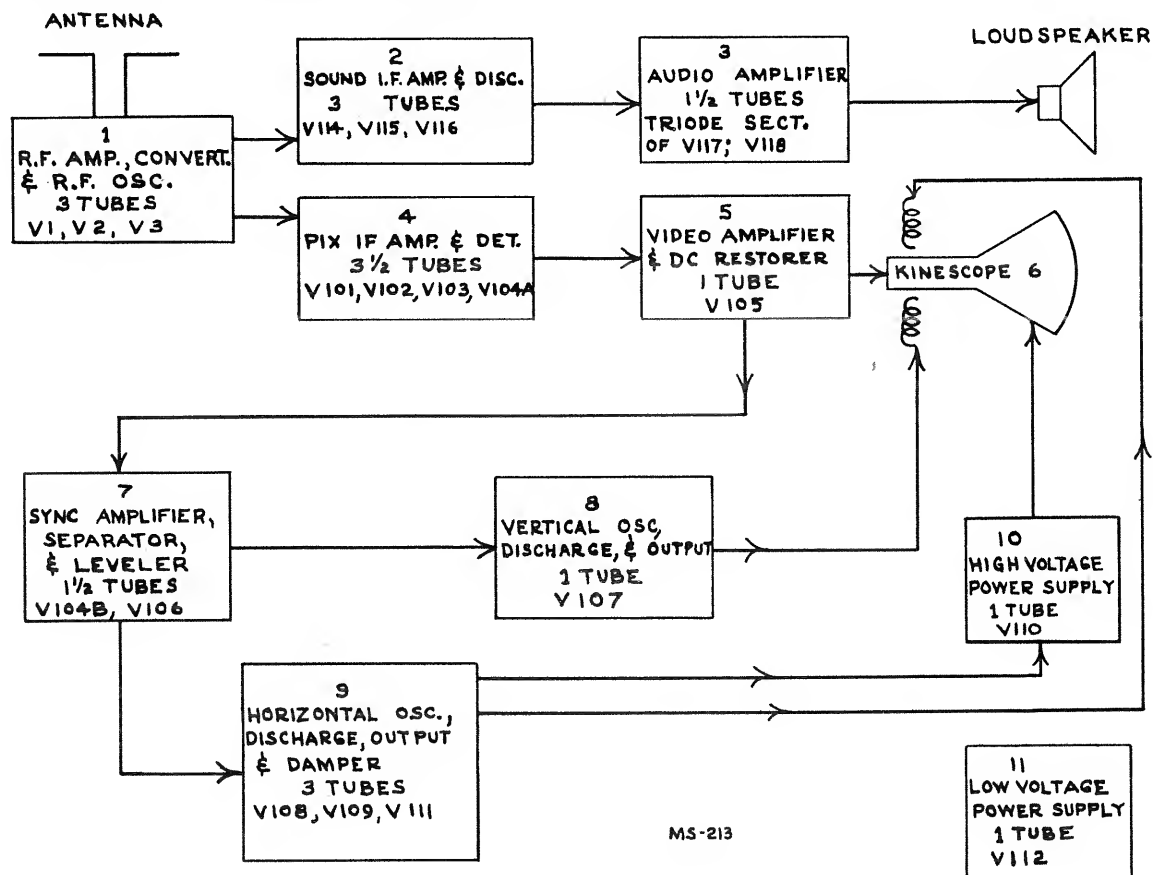 ANTENNA
1
R.F. AMP., CONVERT.
& R.F. OSC.
3 TUBES
V1, V2, V3
2
SOUND I.F. AMP. & DISC.
3 TUBES
V114, V115, V116
3
AUDIO AMPLIFIER
1½ TUBES
TRIODE SECT.
OF V117; V118
LOUDSPEAKER
4
PIX IF AMP. & DET.
3½ TUBES
V101, V102, V103, V104A
5
VIDEO AMPLIFIER
& DC RESTORER
1 TUBE
V105
KINESCOPE 6
7
SYNC AMPLIFIER,
SEPARATOR,
& LEVELER
1½ TUBES
V104B, V106
8
VERTICAL OSC,
DISCHARGE, & OUTPUT
1 TUBE
V107
9
HORIZONTAL OSC.,
DISCHARGE, OUTPUT
& DAMPER
3 TUBES
V108, V109, V111
10
HIGH VOLTAGE
POWER SUPPLY
1 TUBE
V110
11
LOW VOLTAGE
POWER SUPPLY
1 TUBE
V112
MS-213